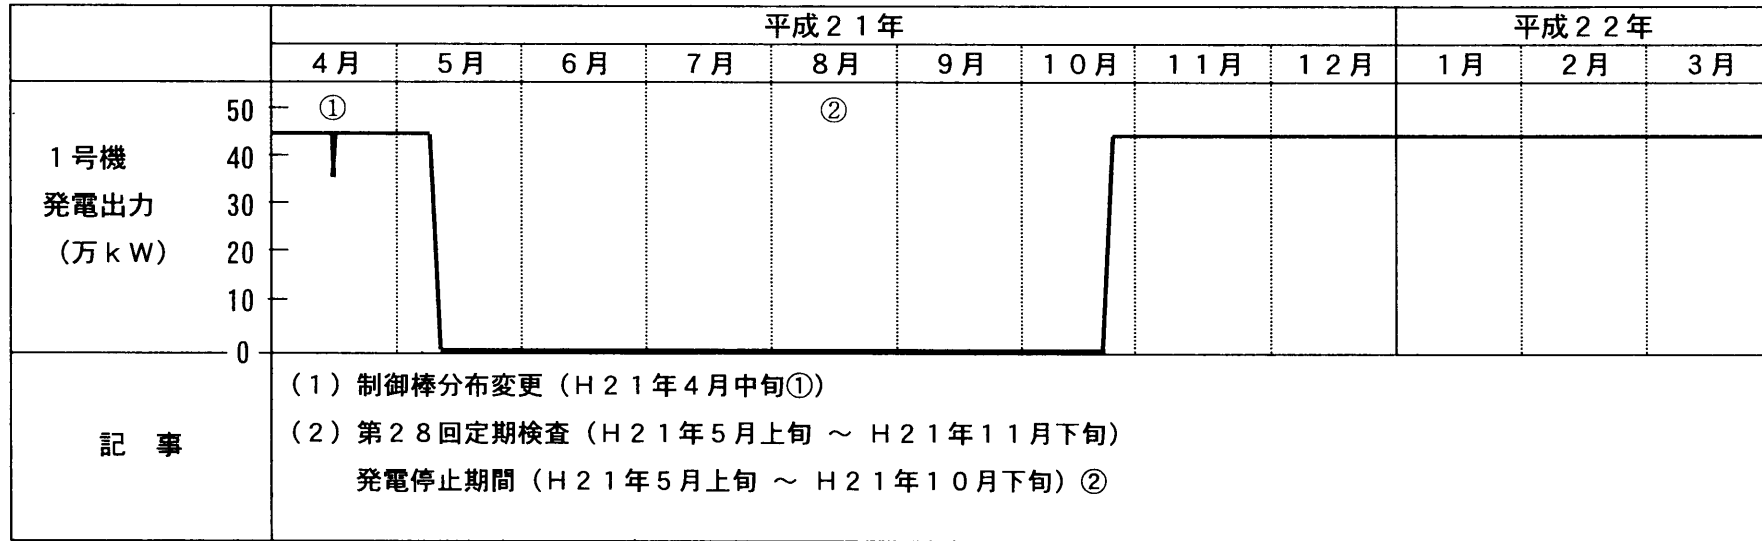 平成２１年 平成２２年
４月 ５月 ６月 ７月 ８月 ９月 １０月 １１月 １２月 １月 ２月 ３月
５０ ① ②
１号機
４０
発電出力
３０
（万ｋＷ）
２０
１０
０
（１）制御棒分布変更（Ｈ２１年４月中旬①）
（２）第２８回定期検査（Ｈ２１年５月上旬 ～ Ｈ２１年１１月下旬）
記 事
発電停止期間（Ｈ２１年５月上旬 ～ Ｈ２１年１０月下旬）②